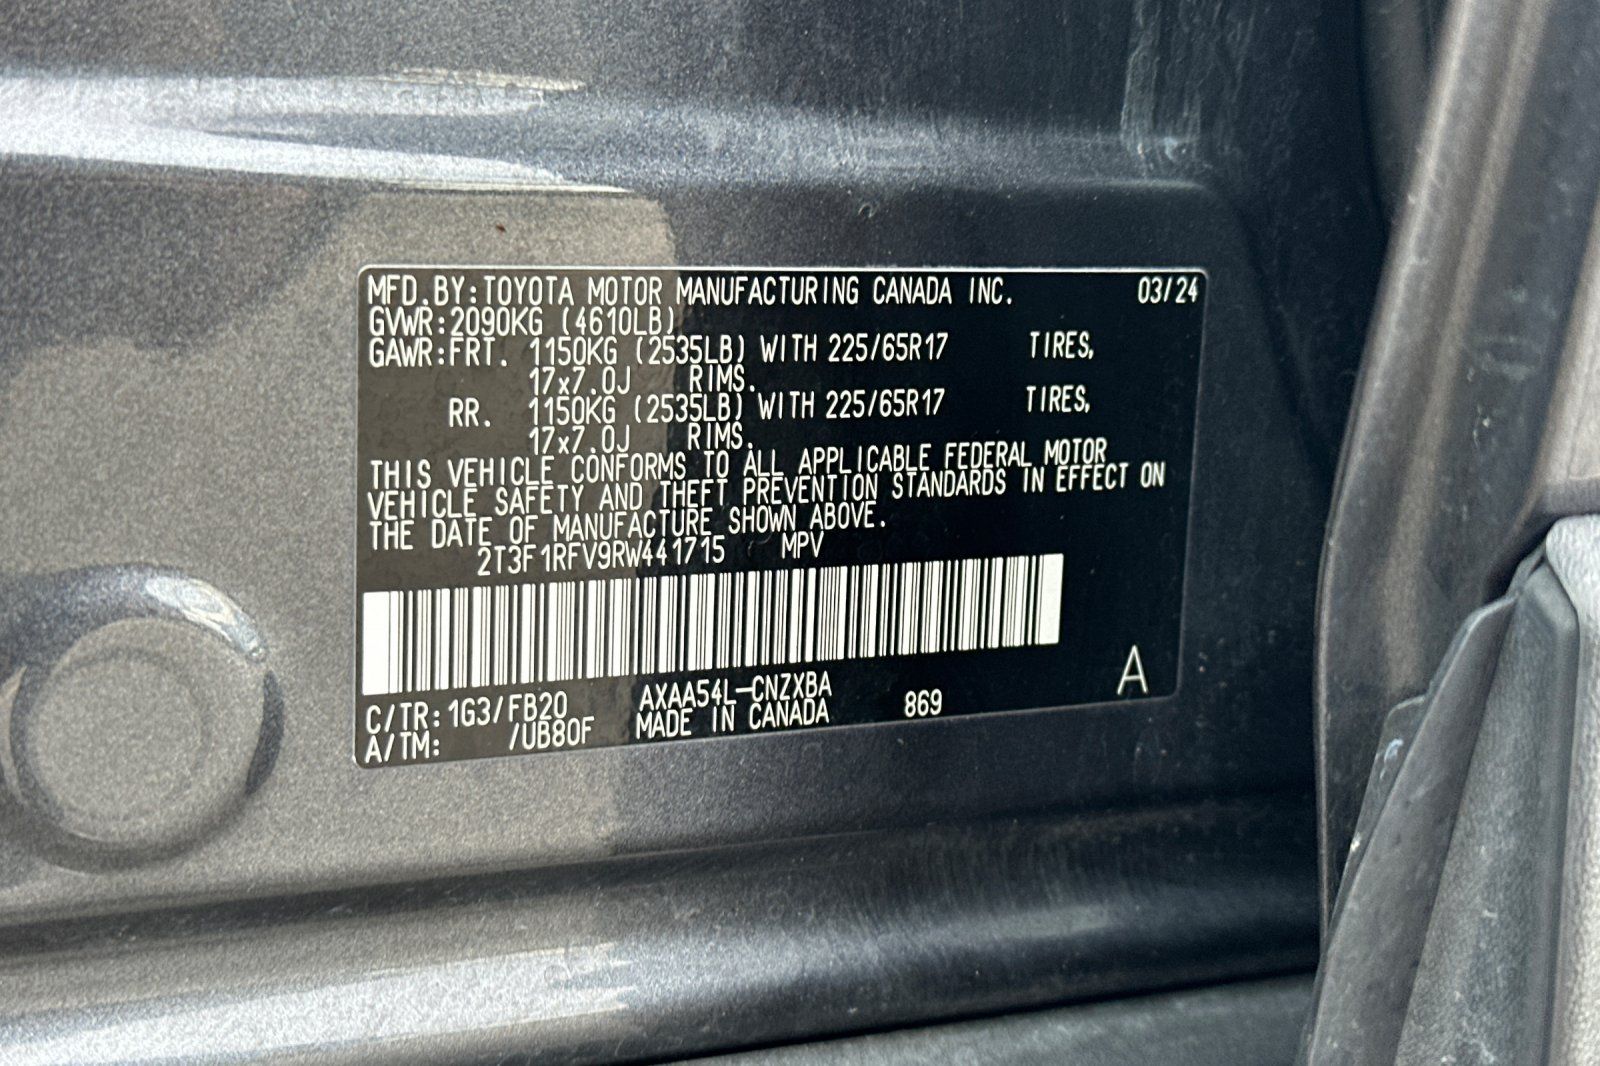 MFD.BY:TOYOTA MOTOR MANUFACTURING CANADA INC. 03/24
GVWR:2090KG (4610LB)
GAWR:FRT. 1150KG (2535LB) WITH 225/65R17 TIRES,
17x7.0J RIMS.
RR. 1150KG (2535LB) WITH 225/65R17 TIRES,
17x7.0J RIMS.
THIS VEHICLE CONFORMS TO ALL APPLICABLE FEDERAL MOTOR
VEHICLE SAFETY AND THEFT PREVENTION STANDARDS IN EFFECT ON
THE DATE OF MANUFACTURE SHOWN ABOVE.
2T3F1RFV9RW441715 MPV
C/TR:1G3/FB20 AXAA54L-CNZXBA 869 A
A/TM: /UB80F MADE IN CANADA